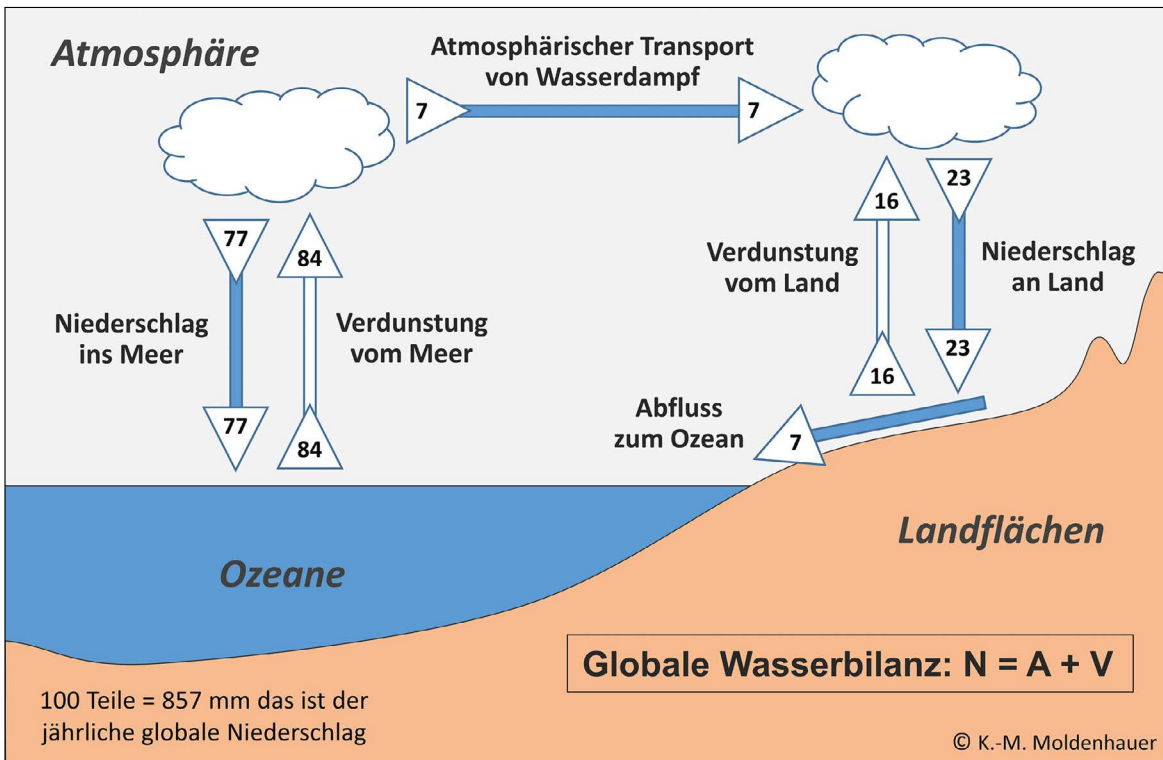 Atmosphäre
Atmosphärischer Transport
von Wasserdampf
7
7
77
84
16
23
Niederschlag
ins Meer
Verdunstung
vom Meer
Verdunstung
vom Land
Niederschlag
an Land
77
84
16
23
Abfluss
zum Ozean
7
Ozeane
Landflächen
Globale Wasserbilanz: N = A + V
100 Teile = 857 mm das ist der
jährliche globale Niederschlag
© K.-M. Moldenhauer